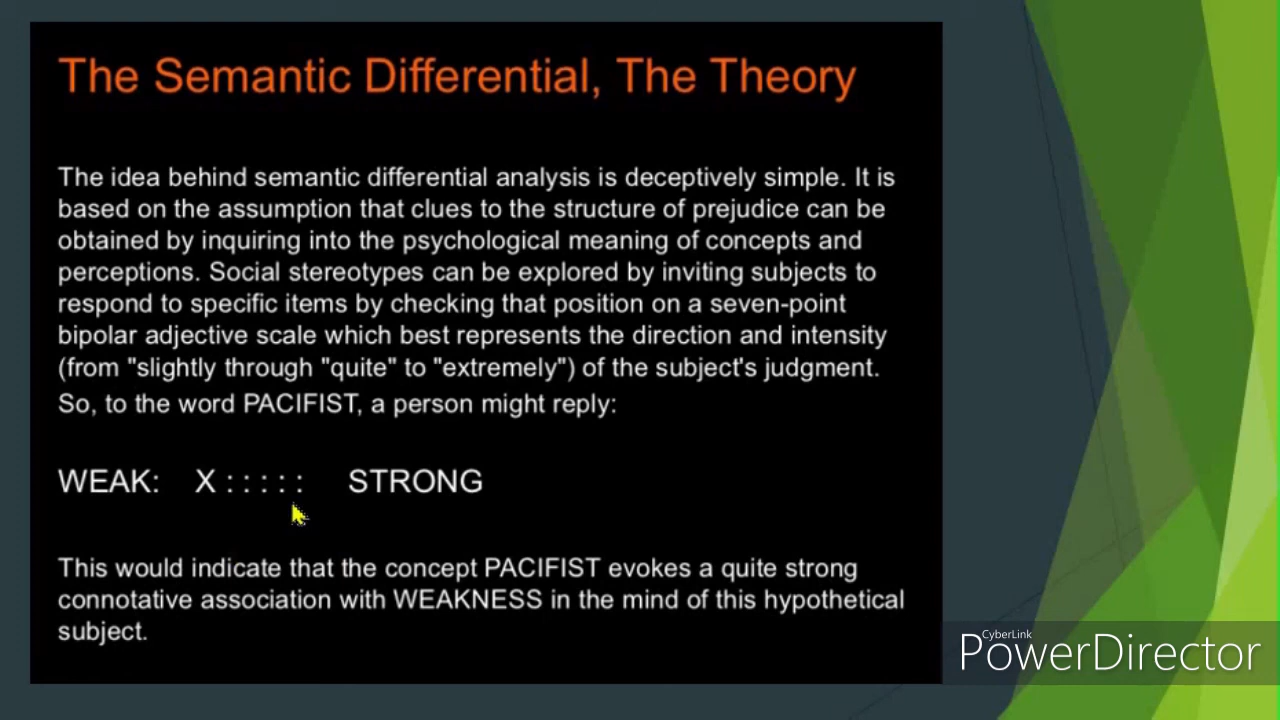 The Semantic Differential, The Theory
The idea behind semantic differential analysis is deceptively simple. It is
based on the assumption that clues to the structure of prejudice can be
obtained by inquiring into the psychological meaning of concepts and
perceptions. Social stereotypes can be explored by inviting subjects to
respond to specific items by checking that position on a seven-point
bipolar adjective scale which best represents the direction and intensity
(from "slightly through "quite" to "extremely") of the subject's judgment.
So, to the word PACIFIST, a person might reply:
WEAK: X : : : : : STRONG
This would indicate that the concept PACIFIST evokes a quite strong
connotative association with WEAKNESS in the mind of this hypothetical
subject.
CyberLink
PowerDirector